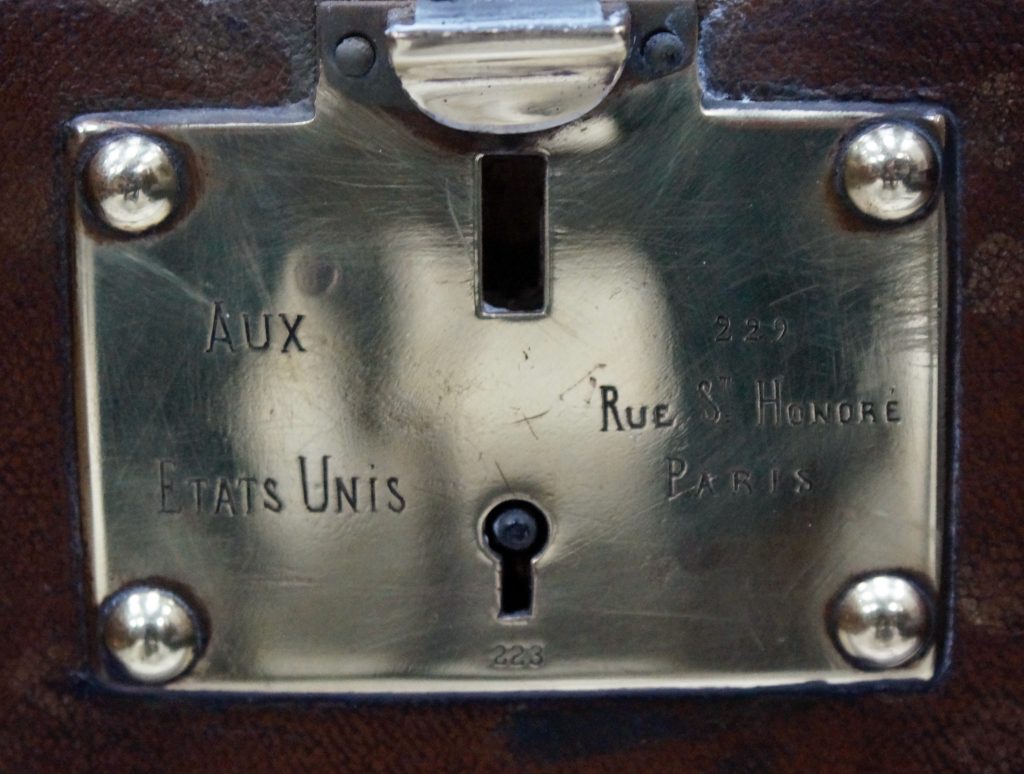 AUX
ETATS UNIS
229
RUE ST HONORÉ
PARIS
223